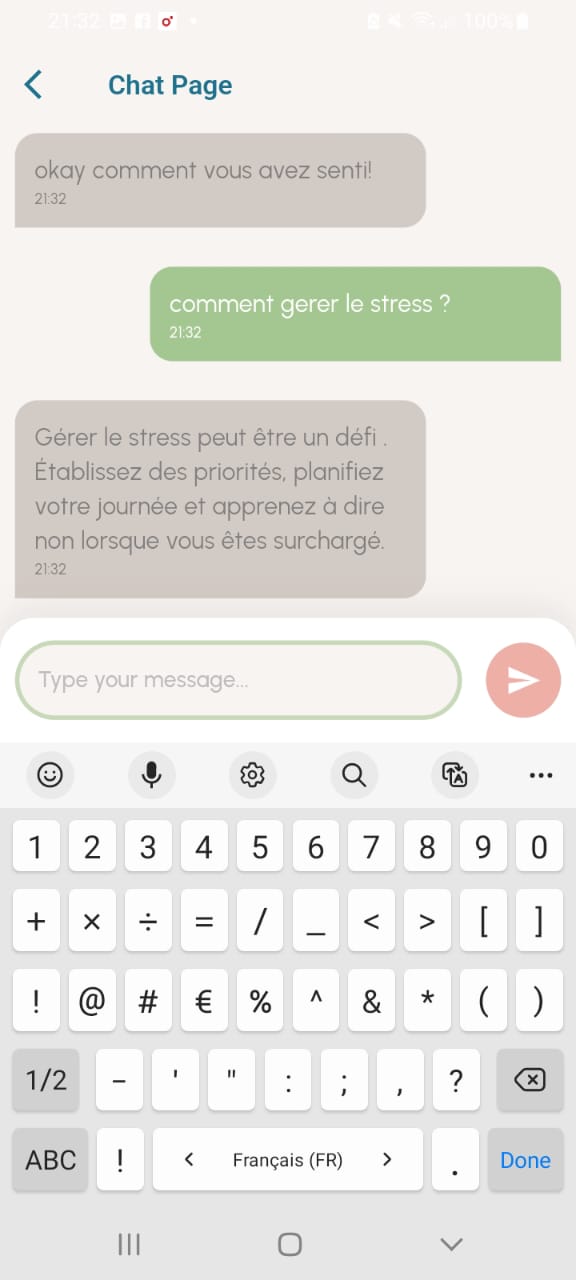 21:32
100%
Chat Page
okay comment vous avez senti!
21:32
comment gerer le stress ?
21:32
Gérer le stress peut être un défi .
Établissez des priorités, planifiez
votre journée et apprenez à dire
non lorsque vous êtes surchargé.
21:32
Type your message...
1 2 3 4 5 6 7 8 9 0
+ × ÷ = / _ < > [ ]
! @ # € % ^ & * ( )
1/2 - ' " : ; , ?
ABC ! < Français (FR) > . Done